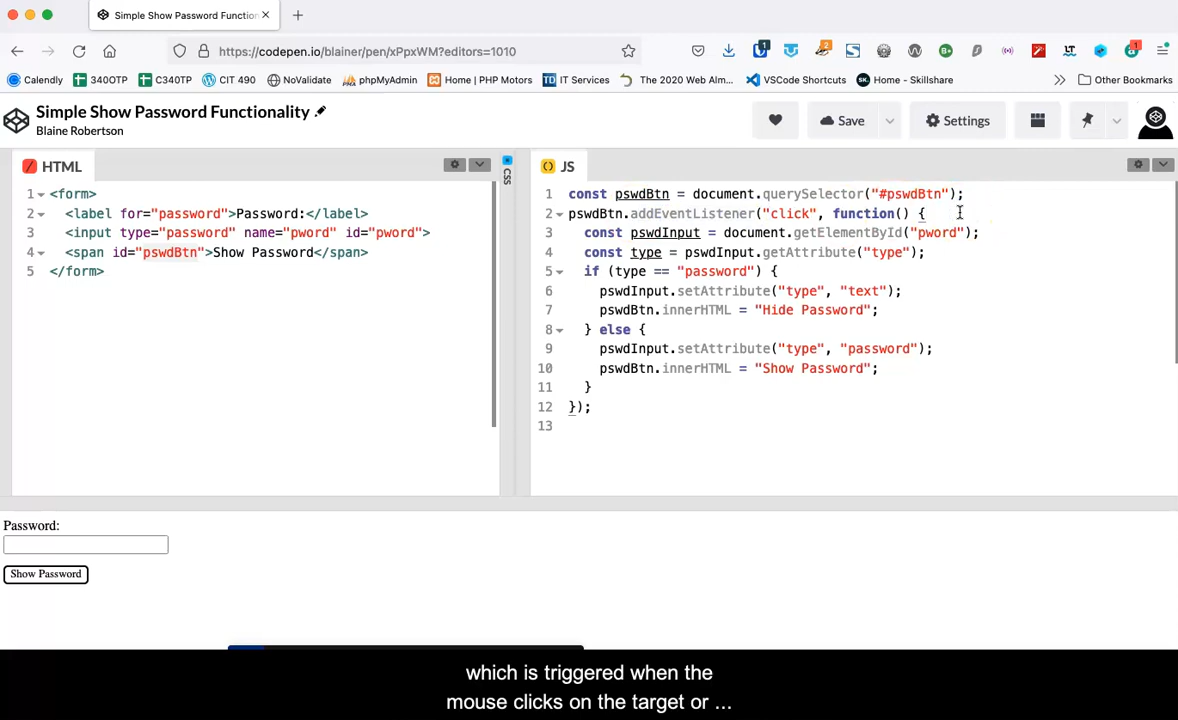 Simple Show Password Function
https://codepen.io/blainer/pen/xPpxWM?editors=1010
Calendly
340OTP
C340TP
CIT 490
NoValidate
phpMyAdmin
Home | PHP Motors
IT Services
The 2020 Web Alm...
VSCode Shortcuts
Home - Skillshare
Other Bookmarks
Simple Show Password Functionality
Blaine Robertson
Save
Settings
HTML
1 <form>
2 <label for="password">Password:</label>
3 <input type="password" name="pword" id="pword">
4 <span id="pswdBtn">Show Password</span>
5 </form>
CSS
JS
1 const pswdBtn = document.querySelector("#pswdBtn");
2 pswdBtn.addEventListener("click", function() {
3 const pswdInput = document.getElementById("pword");
4 const type = pswdInput.getAttribute("type");
5 if (type == "password") {
6 pswdInput.setAttribute("type", "text");
7 pswdBtn.innerHTML = "Hide Password";
8 } else {
9 pswdInput.setAttribute("type", "password");
10 pswdBtn.innerHTML = "Show Password";
11 }
12 });
13
Password:
Show Password
which is triggered when the
mouse clicks on the target or ...